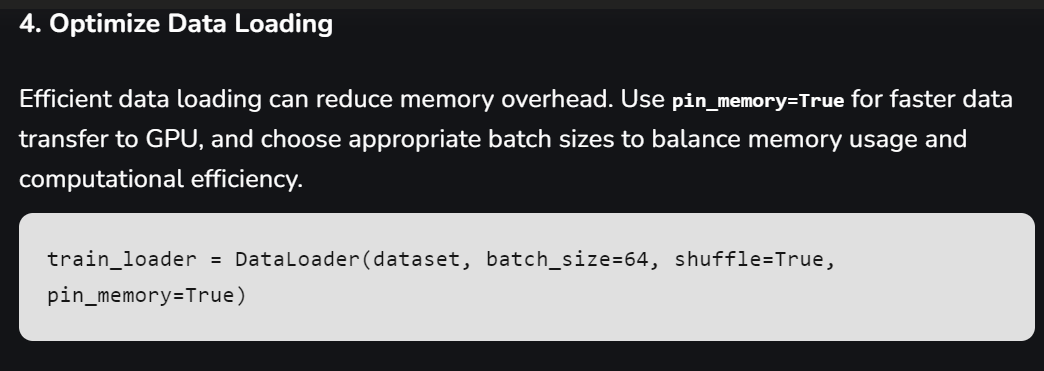 4. Optimize Data Loading
Efficient data loading can reduce memory overhead. Use pin_memory=True for faster data
transfer to GPU, and choose appropriate batch sizes to balance memory usage and
computational efficiency.
train_loader = DataLoader(dataset, batch_size=64, shuffle=True,
pin_memory=True)